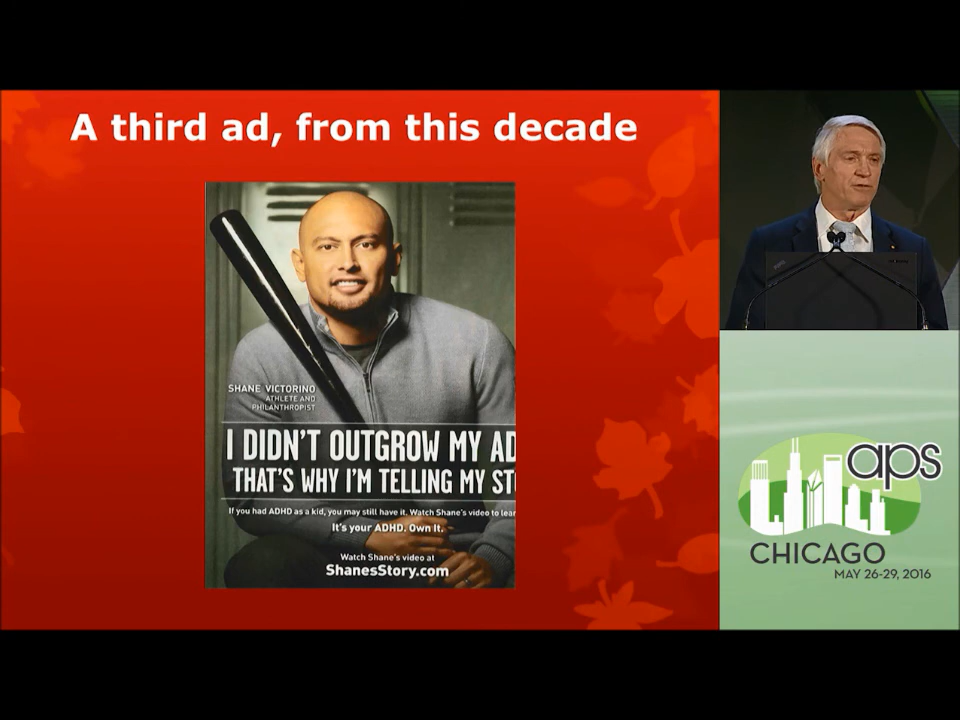 A third ad, from this decade
SHANE VICTORINO
ATHLETE AND
PHILANTHROPIST
I DIDN'T OUTGROW MY AD
THAT'S WHY I'M TELLING MY STO
If you had ADHD as a kid, you may still have it. Watch Shane's video to lear
It's your ADHD. Own It.
Watch Shane's video at
ShanesStory.com
aps
CHICAGO
MAY 26-29, 2016